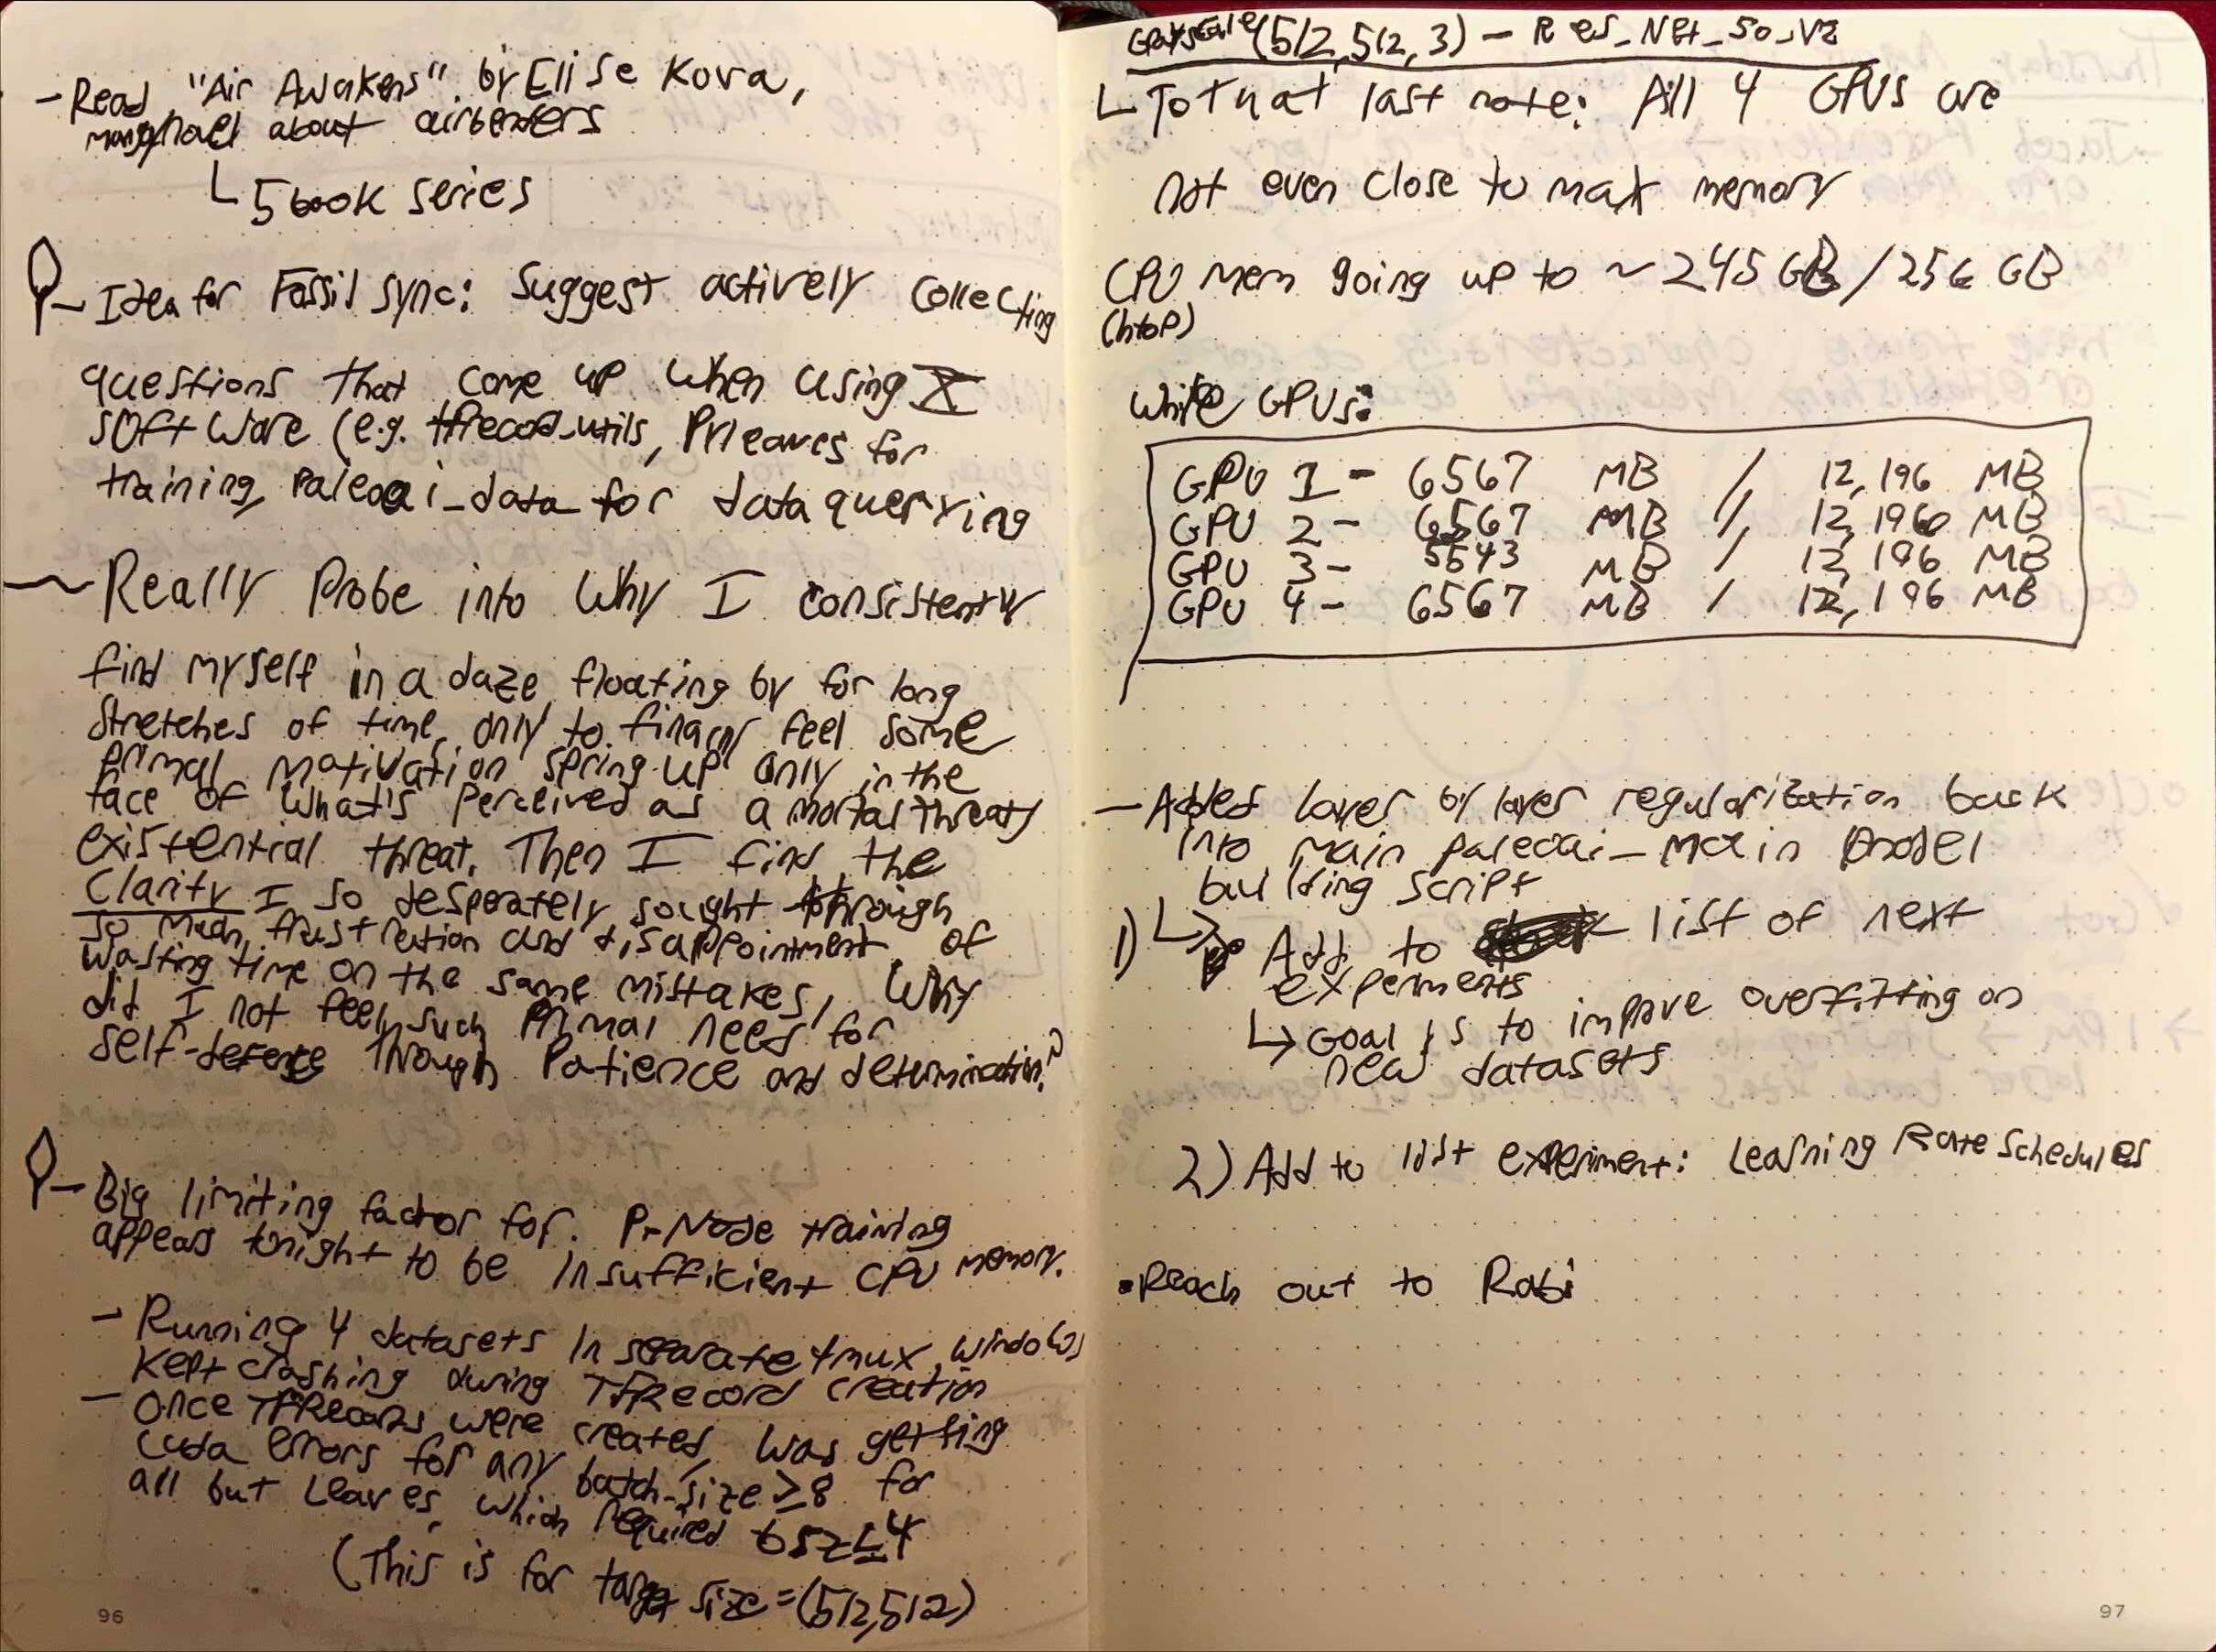 - Read "Air Awakens" by Elise Kova,
about airbenders
└ 5 book series
- Idea for Fossil Sync: Suggest actively collecting
questions that come up when using X
software (e.g. tfrecord_utils, Pyleaves for
training, paleoai_data for data querying
~ Really Probe into why I consistently
find myself in a daze, floating by for long
stretches of time, only to finally feel some
primal motivation spring up only in the
face of what's perceived as a mortal threat/
existential threat. Then I find the
Clarity I so desperately sought through
so much frustration and disappointment of
wasting time on the same mistakes, Why
did I not feel such Primal need for
self-defense through Patience and determination?
- Big limiting factor for P-Node training
appears tonight to be insufficient CPU memory.
- Running 4 datasets in separate tmux windows
kept crashing during TFRecord creation
- Once TFRecords were created, was getting
cuda errors for any batch_size ≥8 for
all but Leaves, which required bsz≤4
(This is for target size=(512,512)
96
Grayscale (512,512,3) - Res_Net_50_V2
└ To that last note: All 4 GPUs are
not even close to max memory
CPU mem going up to ~245 GB/256 GB
(htop)
While GPUs:
GPU 1- 6567 MB / 12,196 MB
GPU 2- 6567 MB / 12,196 MB
GPU 3- 5543 MB / 12,196 MB
GPU 4- 6567 MB / 12,196 MB
- Added layer by layer regularization back
into main paleoai_main model
building script
1) ↳ Add to list of next
experiments
↳ Goal is to improve overfitting on
new datasets
2) Add to list experiment: Learning Rate Schedules
• Reach out to Rabi
97